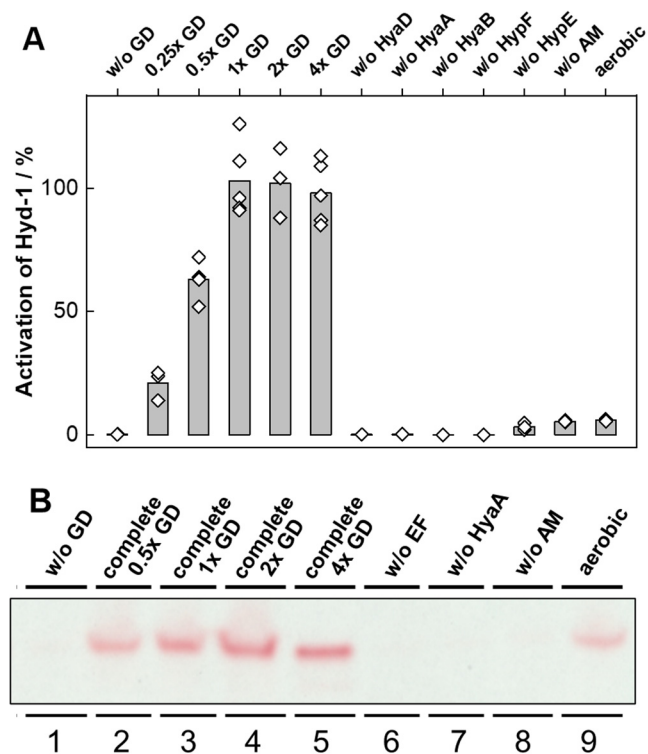 A
w/o GD
0.25x GD
0.5x GD
1x GD
2x GD
4x GD
w/o HyaD
w/o HyaA
w/o HyaB
w/o HypF
w/o HypE
w/o AM
aerobic
Activation of Hyd-1 / %
100
50
0
B
w/o GD
complete
0.5x GD
complete
1x GD
complete
2x GD
complete
4x GD
w/o EF
w/o HyaA
w/o AM
aerobic
1 2 3 4 5 6 7 8 9